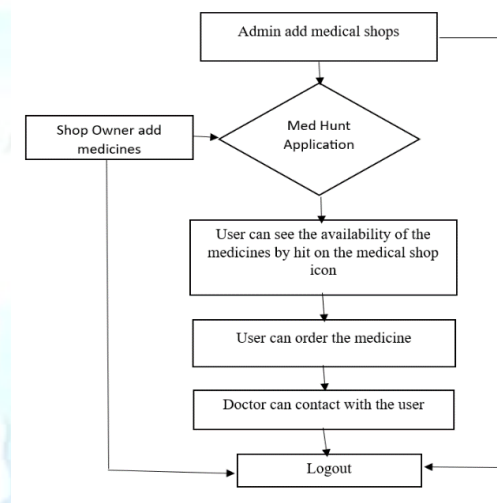 Admin add medical shops
Shop Owner add
medicines
Med Hunt
Application
User can see the availability of the
medicines by hit on the medical shop
icon
User can order the medicine
Doctor can contact with the user
Logout